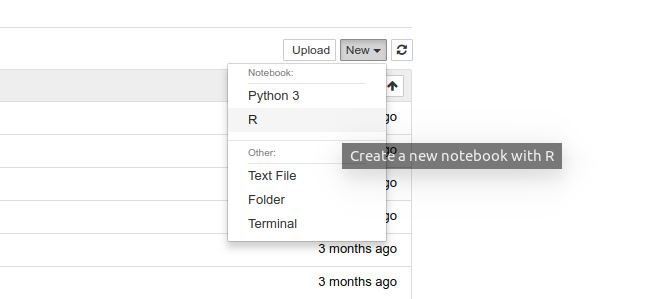 Upload New
Notebook:
Python 3
R
ago
Other:
Create a new notebook with R
Text File
ago
Folder
ago
Terminal
3 months ago
3 months ago